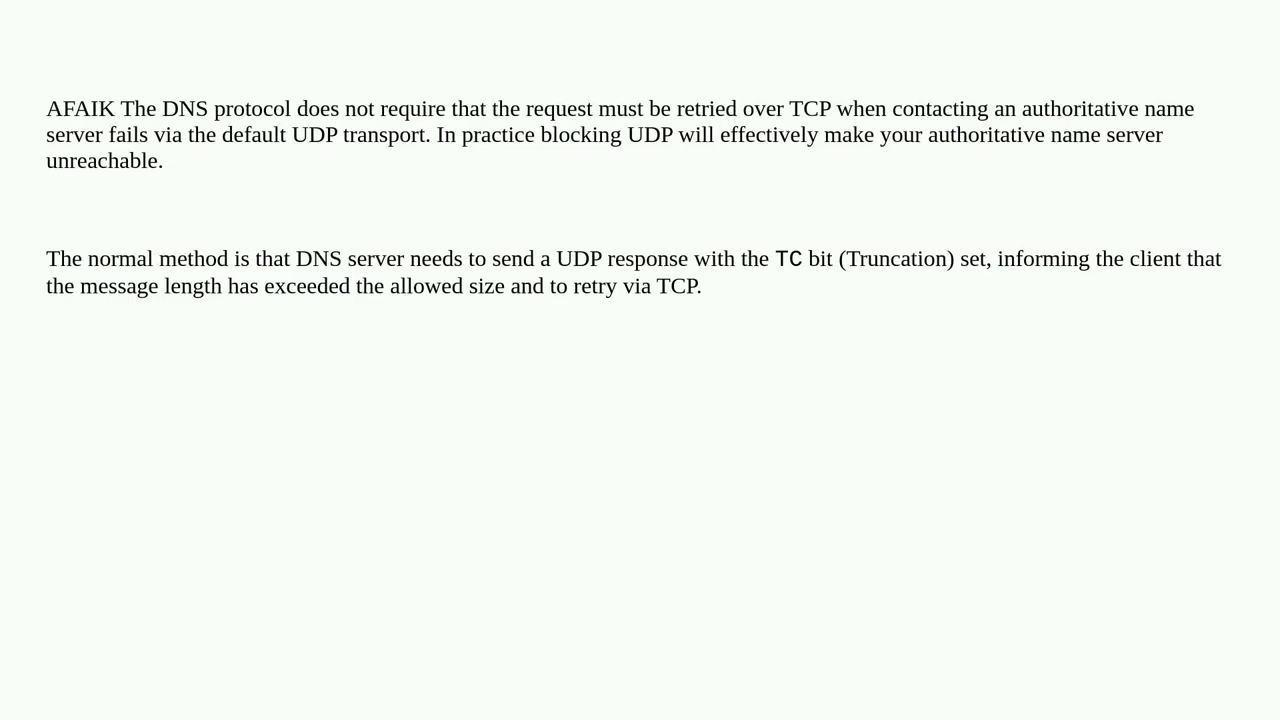 AFAIK The DNS protocol does not require that the request must be retried over TCP when contacting an authoritative name
server fails via the default UDP transport. In practice blocking UDP will effectively make your authoritative name server
unreachable.
The normal method is that DNS server needs to send a UDP response with the TC bit (Truncation) set, informing the client that
the message length has exceeded the allowed size and to retry via TCP.